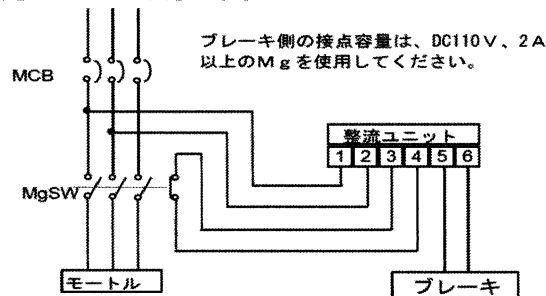 ブレーキ側の接点容量は、DC110V、2A
以上のMgを使用してください。
MCB
整流ユニット
1 2 3 4 5 6
MgSW
モートル
ブレーキ